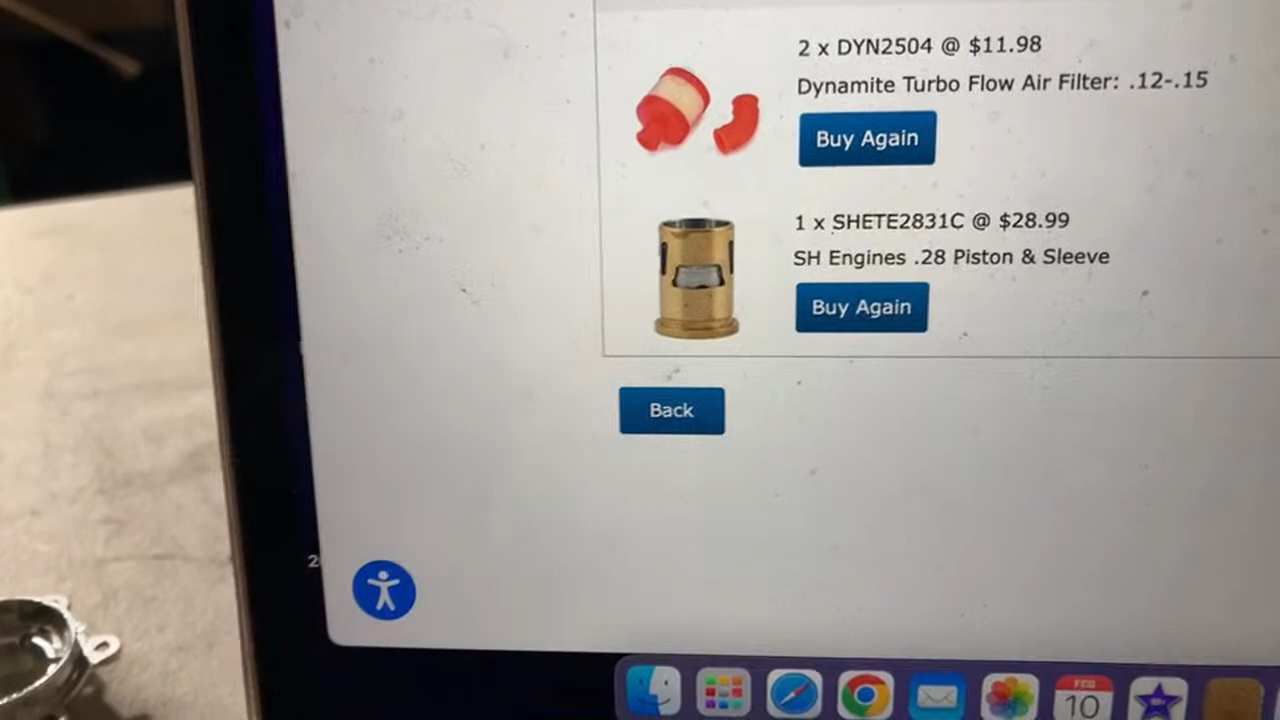 2 x DYN2504 @ $11.98
Dynamite Turbo Flow Air Filter: .12-.15
Buy Again
1 x SHETE2831C @ $28.99
SH Engines .28 Piston & Sleeve
Buy Again
Back
2
FEB
10